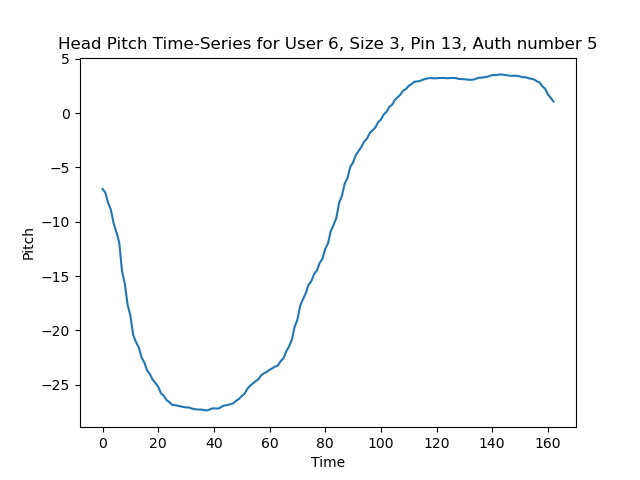 Head Pitch Time-Series for User 6, Size 3, Pin 13, Auth number 5
5
0
−5
−10
−15
−20
−25
Pitch
0 20 40 60 80 100 120 140 160
Time